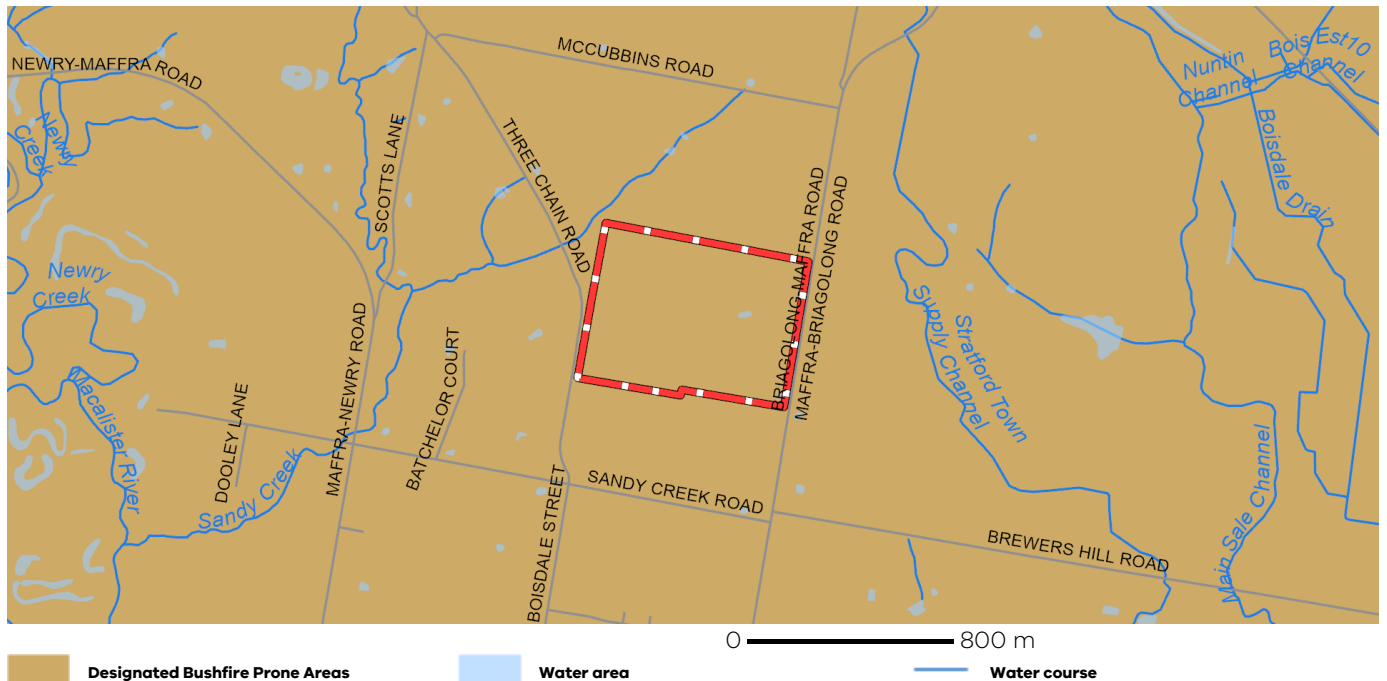 MCCUBBINS ROAD
NEWRY-MAFFRA ROAD
Bois Est10
Channel
Nuntin
Channel
Newry
Creek
SCOTTS LANE
THREE CHAIN ROAD
Boisdale Drain
BRIAGOLONG-MAFFRA ROAD
MAFFRA-BRIAGOLONG ROAD
Newry
Creek
Stratford Town
Supply Channel
MAFFRA-NEWRY ROAD
BATCHELOR COURT
Macalister River
DOOLEY LANE
Sandy Creek
BOISDALE STREET
SANDY CREEK ROAD
Main Sale Channel
BREWERS HILL ROAD
0 800 m
Designated Bushfire Prone Areas
Water area
Water course